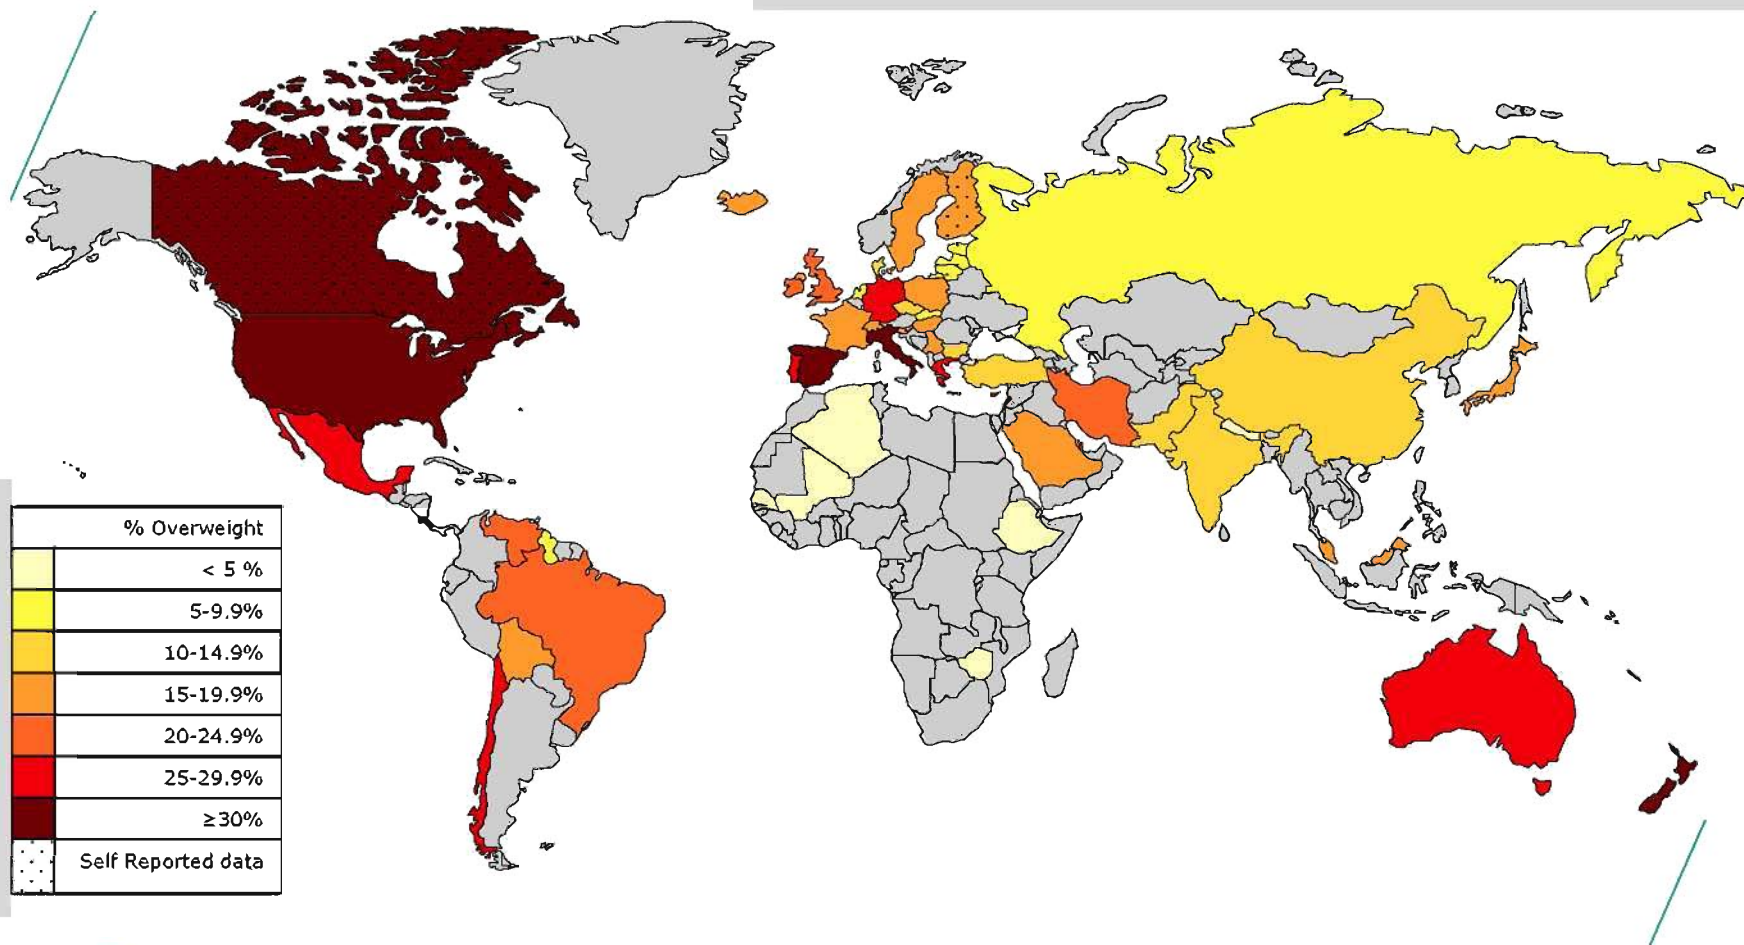 % Overweight
< 5 %
5-9.9%
10-14.9%
15-19.9%
20-24.9%
25-29.9%
≥30%
Self Reported data